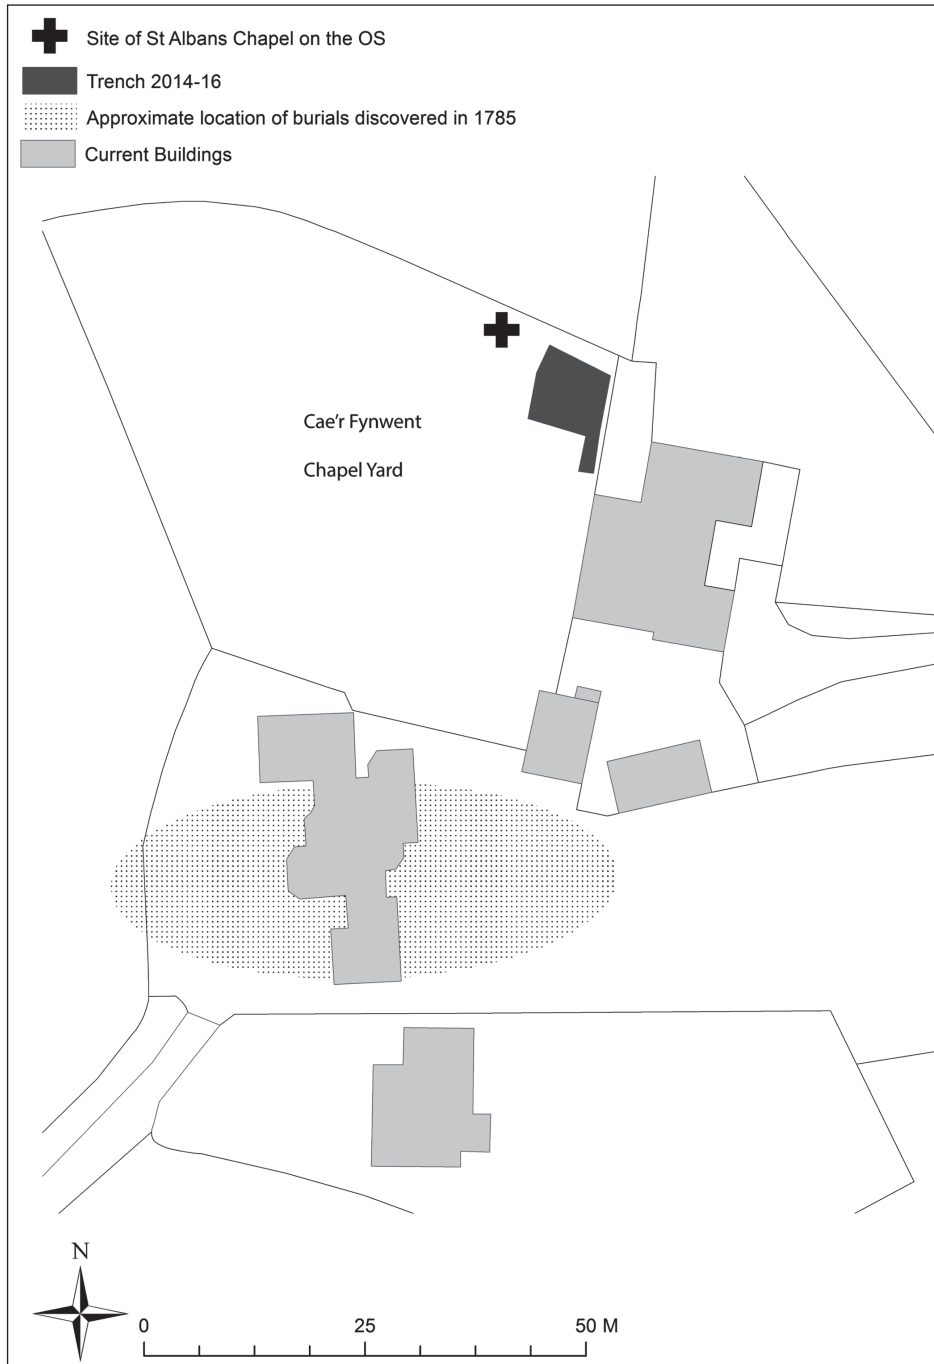 Site of St Albans Chapel on the OS
Trench 2014-16
Approximate location of burials discovered in 1785
Current Buildings
Cae'r Fynwent
Chapel Yard
N
0 25 50 M